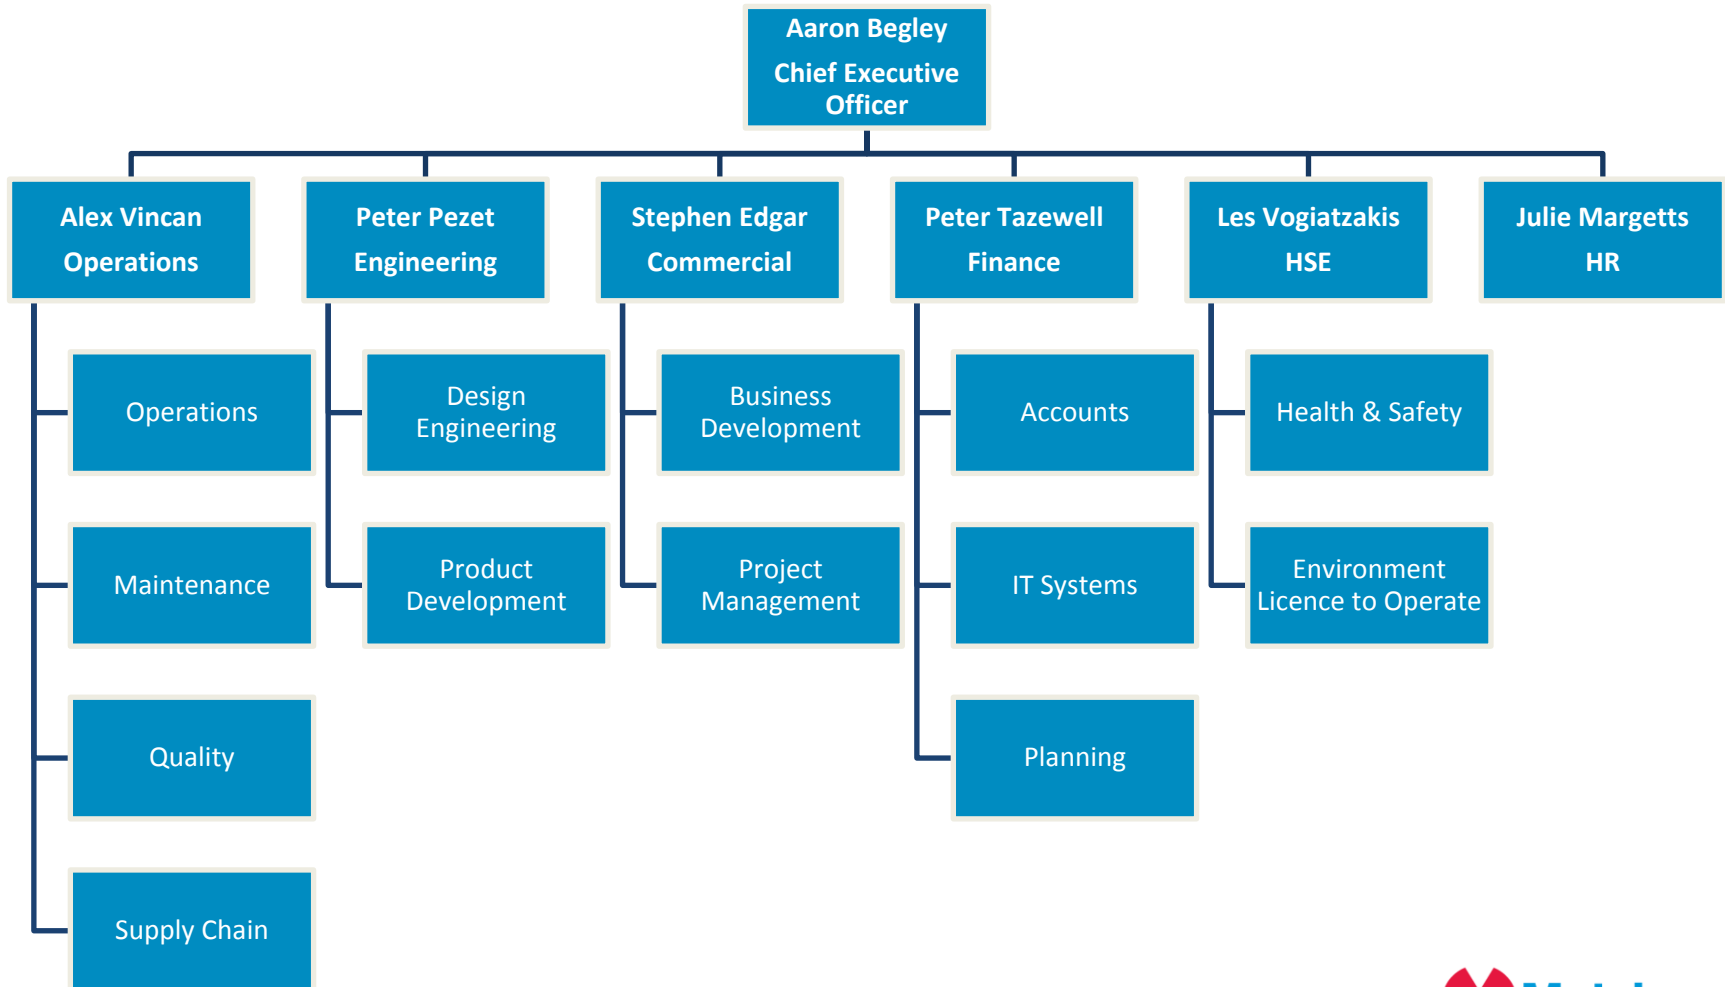 Aaron Begley
Chief Executive
Officer
Alex Vincan
Operations
Peter Pezet
Engineering
Stephen Edgar
Commercial
Peter Tazewell
Finance
Les Vogiatzakis
HSE
Julie Margetts
HR
Operations
Design
Engineering
Business
Development
Accounts
Health & Safety
Maintenance
Product
Development
Project
Management
IT Systems
Environment
Licence to Operate
Quality
Planning
Supply Chain